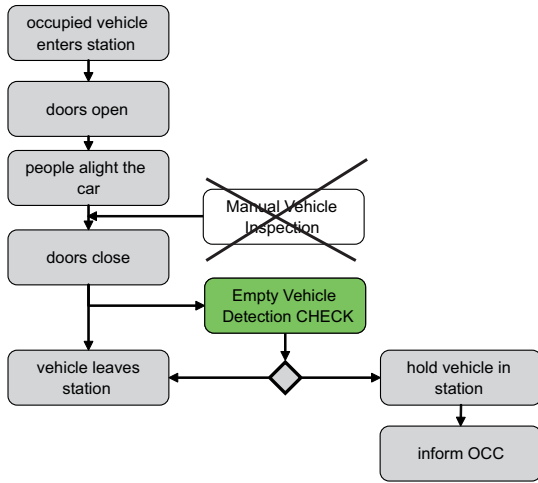 occupied vehicle
enters station
doors open
people alight the
car
Manual Vehicle
Inspection
doors close
Empty Vehicle
Detection CHECK
vehicle leaves
station
hold vehicle in
station
inform OCC